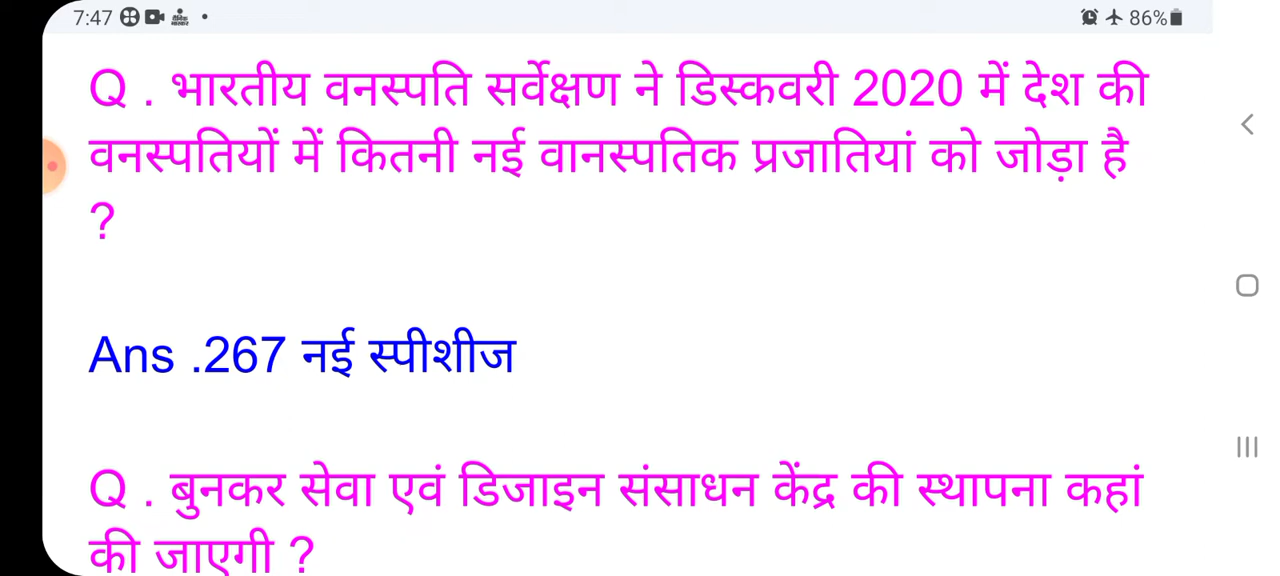 7:47
86%
Q . भारतीय वनस्पति सर्वेक्षण ने डिस्कवरी 2020 में देश की
वनस्पतियों में कितनी नई वानस्पतिक प्रजातियां को जोड़ा है
?
Ans .267 नई स्पीशीज
Q . बुनकर सेवा एवं डिजाइन संसाधन केंद्र की स्थापना कहां
की जाएगी ?